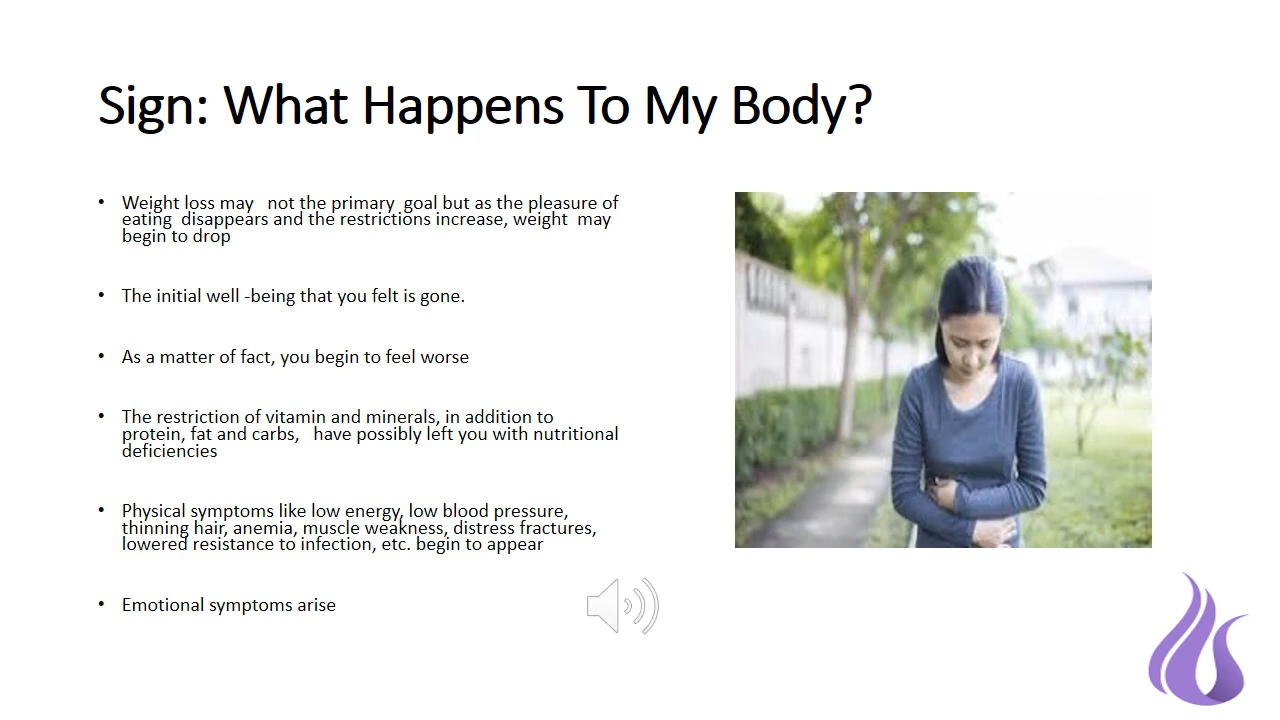 Sign: What Happens To My Body?
• Weight loss may not the primary goal but as the pleasure of
eating disappears and the restrictions increase, weight may
begin to drop
• The initial well -being that you felt is gone.
• As a matter of fact, you begin to feel worse
• The restriction of vitamin and minerals, in addition to
protein, fat and carbs, have possibly left you with nutritional
deficiencies
• Physical symptoms like low energy, low blood pressure,
thinning hair, anemia, muscle weakness, distress fractures,
lowered resistance to infection, etc. begin to appear
• Emotional symptoms arise